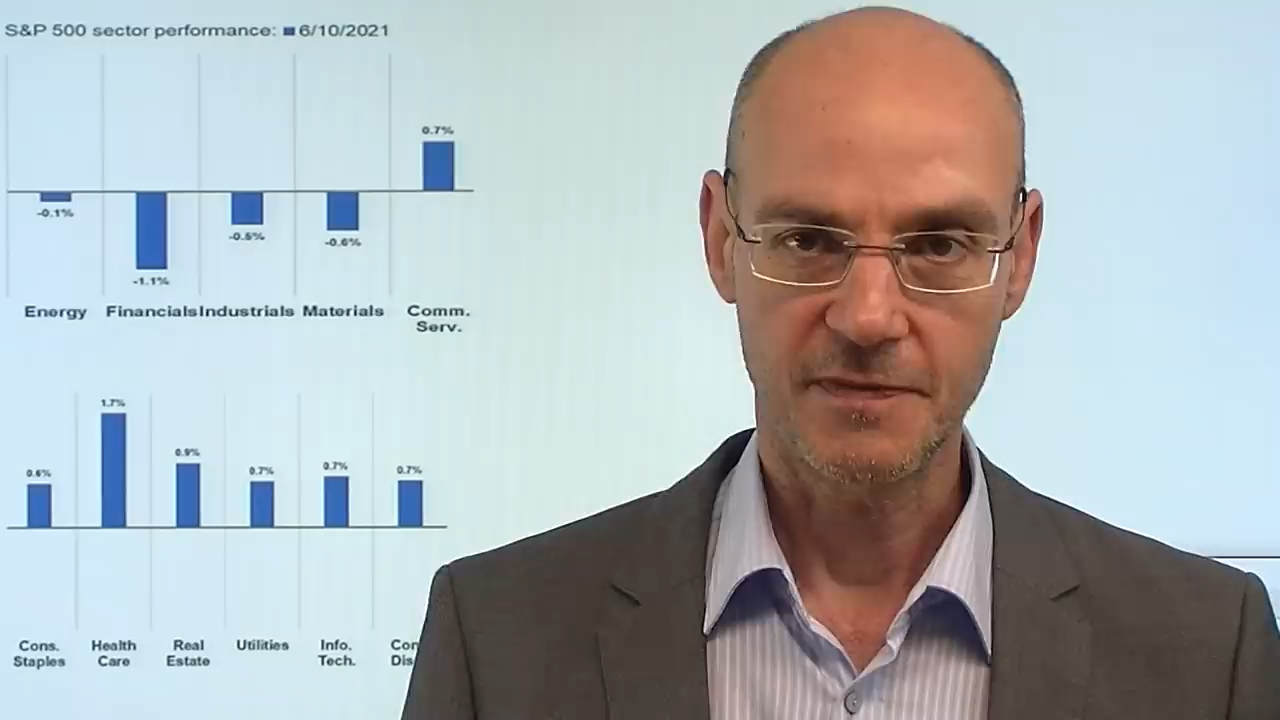 S&P 500 sector performance: 6/10/2021
0.7%
-0.1%
-0.5%
-0.6%
-1.1%
Energy Financials Industrials Materials Comm.
Serv.
1.7%
0.9%
0.6% 0.7% 0.7% 0.7%
Cons. Health Real Utilities Info. Con
Staples Care Estate Tech. Dis